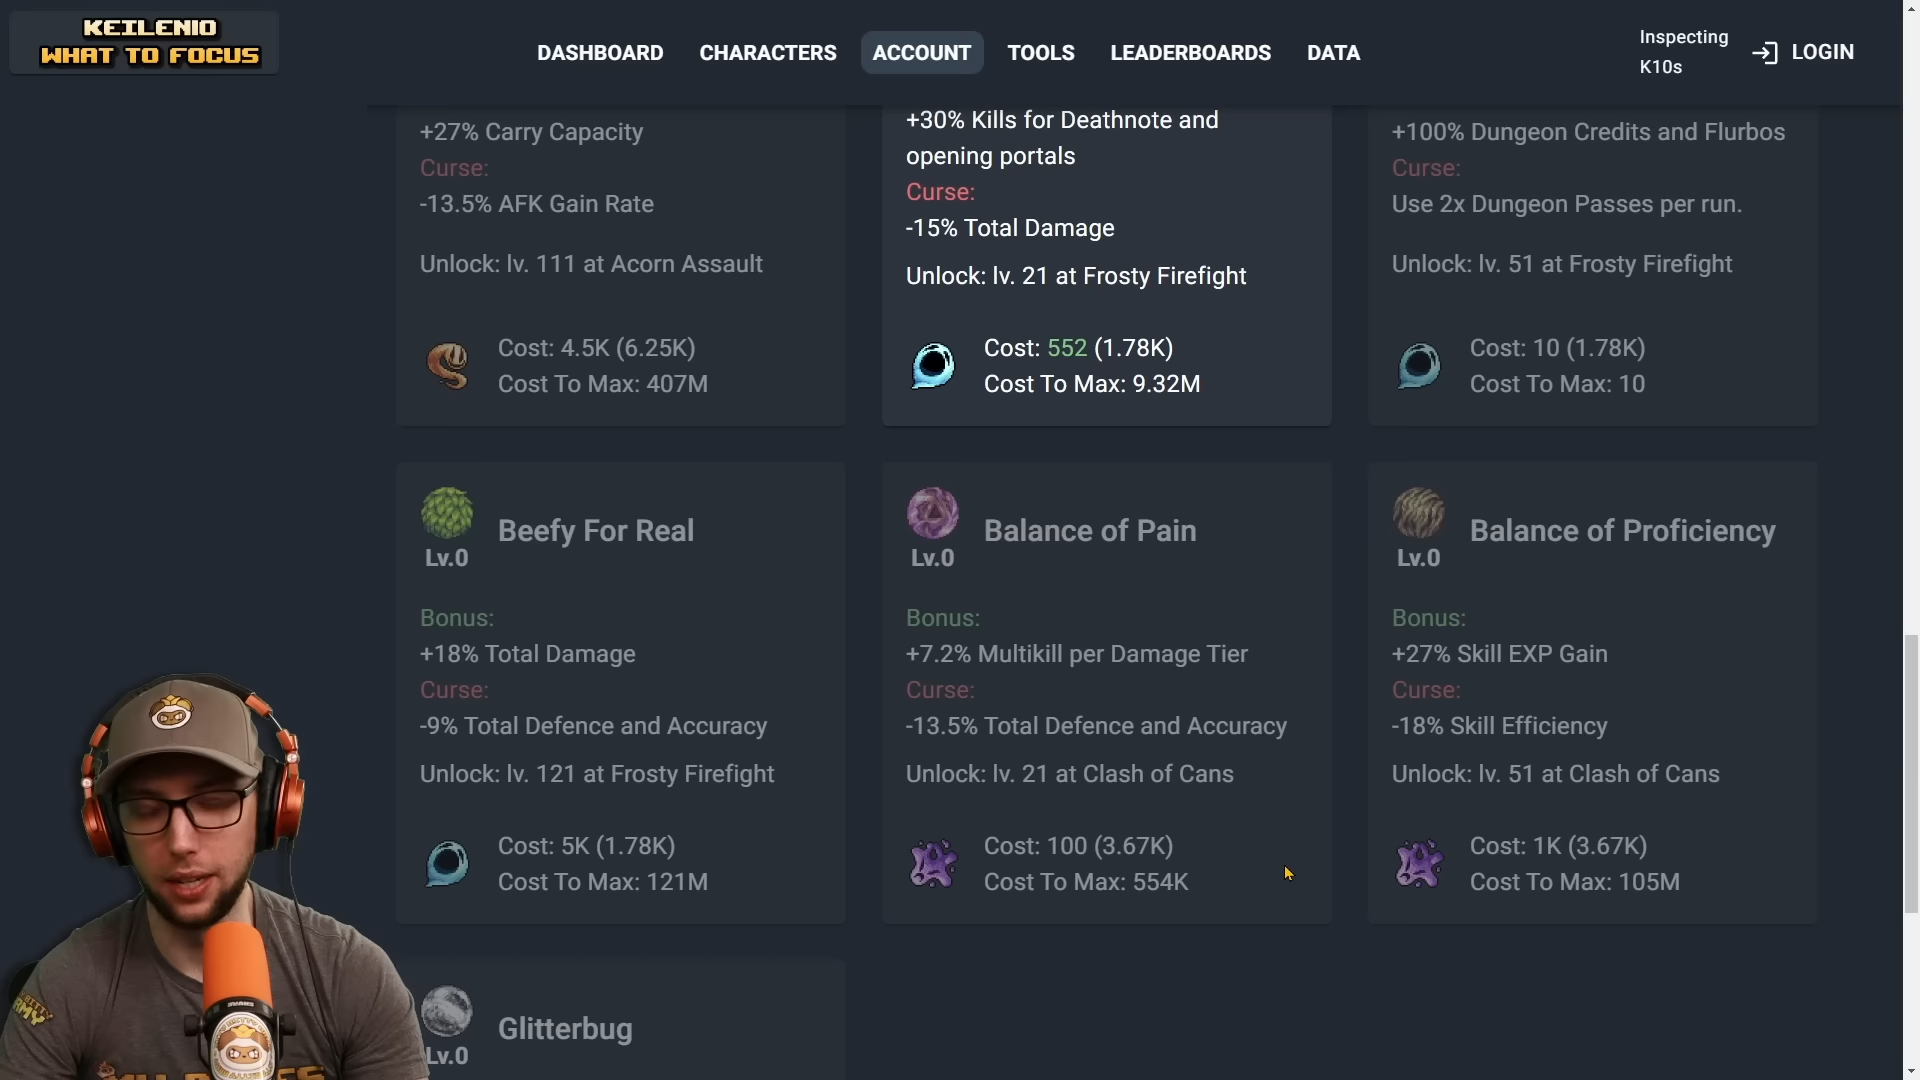 KEILENIO
WHAT TO FOCUS
DASHBOARD
CHARACTERS
ACCOUNT
TOOLS
LEADERBOARDS
DATA
Inspecting
K10s
LOGIN
+27% Carry Capacity
Curse:
-13.5% AFK Gain Rate
Unlock: lv. 111 at Acorn Assault
Cost: 4.5K (6.25K)
Cost To Max: 407M
+30% Kills for Deathnote and
opening portals
Curse:
-15% Total Damage
Unlock: lv. 21 at Frosty Firefight
Cost: 552 (1.78K)
Cost To Max: 9.32M
+100% Dungeon Credits and Flurbos
Curse:
Use 2x Dungeon Passes per run.
Unlock: lv. 51 at Frosty Firefight
Cost: 10 (1.78K)
Cost To Max: 10
Beefy For Real
Lv.0
Bonus:
+18% Total Damage
Curse:
-9% Total Defence and Accuracy
Unlock: lv. 121 at Frosty Firefight
Cost: 5K (1.78K)
Cost To Max: 121M
Balance of Pain
Lv.0
Bonus:
+7.2% Multikill per Damage Tier
Curse:
-13.5% Total Defence and Accuracy
Unlock: lv. 21 at Clash of Cans
Cost: 100 (3.67K)
Cost To Max: 554K
Balance of Proficiency
Lv.0
Bonus:
+27% Skill EXP Gain
Curse:
-18% Skill Efficiency
Unlock: lv. 51 at Clash of Cans
Cost: 1K (3.67K)
Cost To Max: 105M
Glitterbug
Lv.0